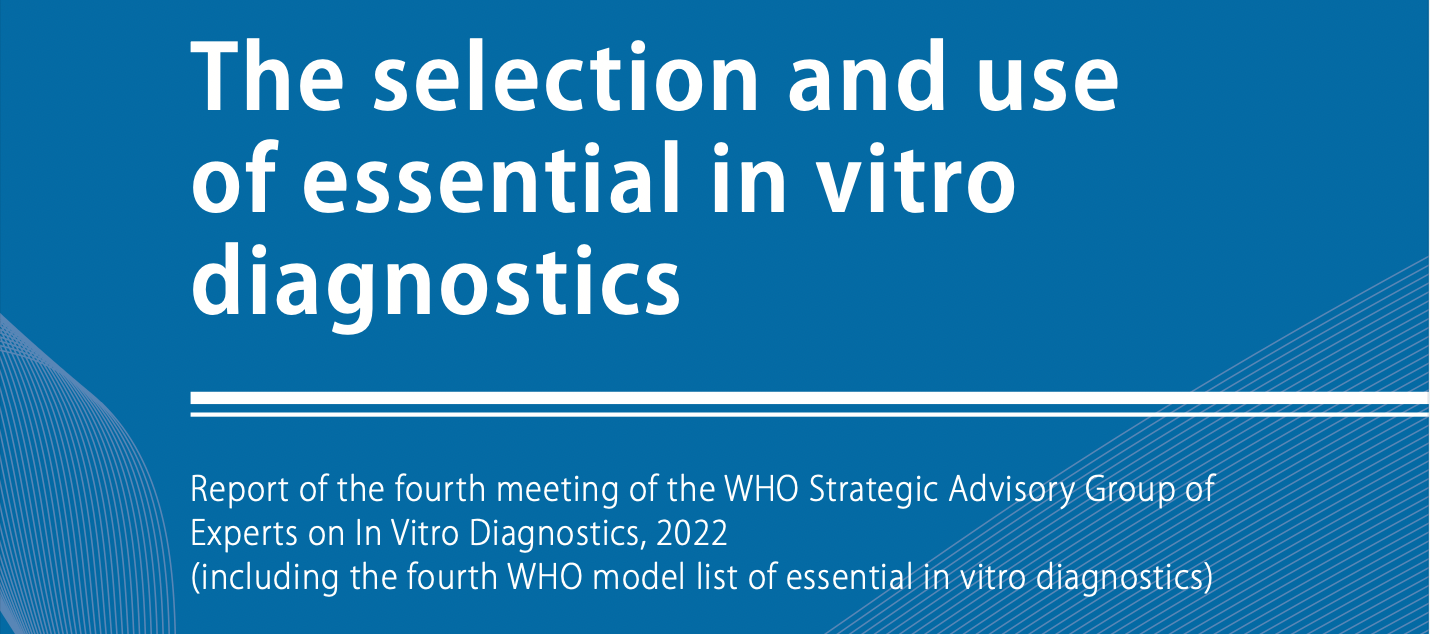 The selection and use
of essential in vitro
diagnostics
Report of the fourth meeting of the WHO Strategic Advisory Group of
Experts on In Vitro Diagnostics, 2022
(including the fourth WHO model list of essential in vitro diagnostics)